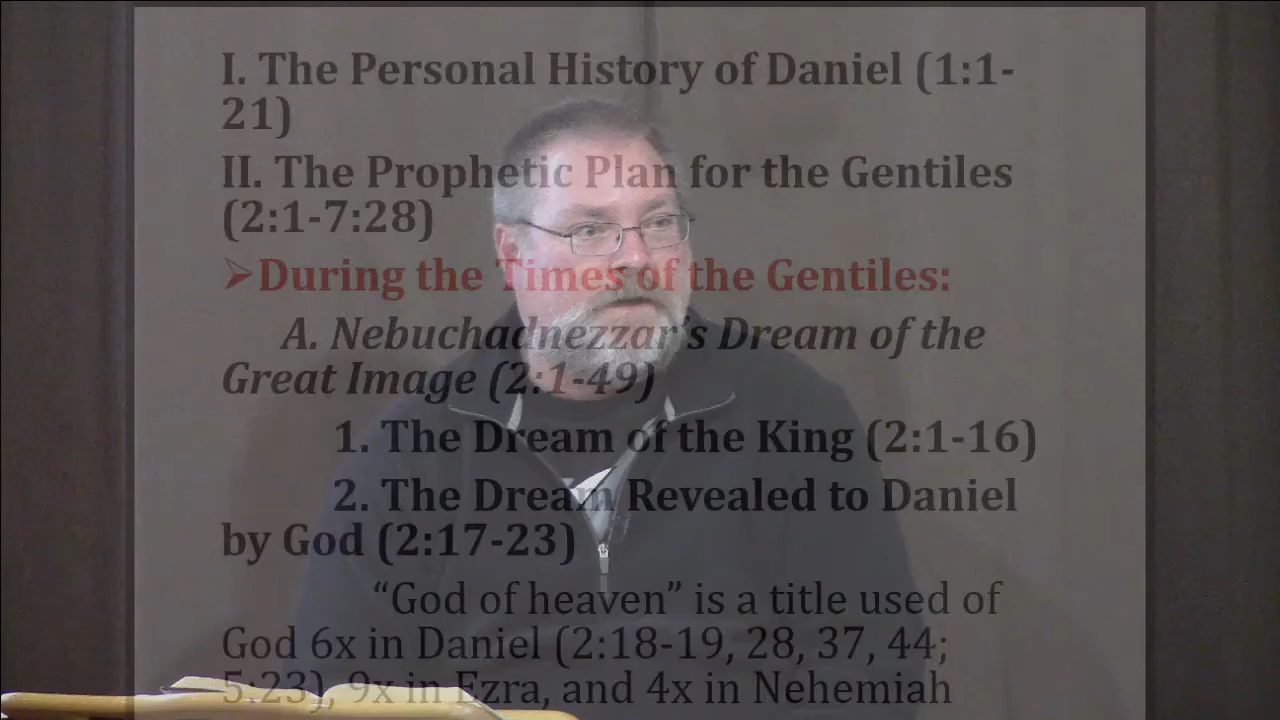 I. The Personal History of Daniel (1:1-
21)
II. The Prophetic Plan for the Gentiles
(2:1-7:28)
➢During the Times of the Gentiles:
A. Nebuchadnezzar’s Dream of the
Great Image (2:1-49)
1. The Dream of the King (2:1-16)
2. The Dream Revealed to Daniel
by God (2:17-23)
“God of heaven” is a title used of
God 6x in Daniel (2:18-19, 28, 37, 44;
5:23), 9x in Ezra, and 4x in Nehemiah